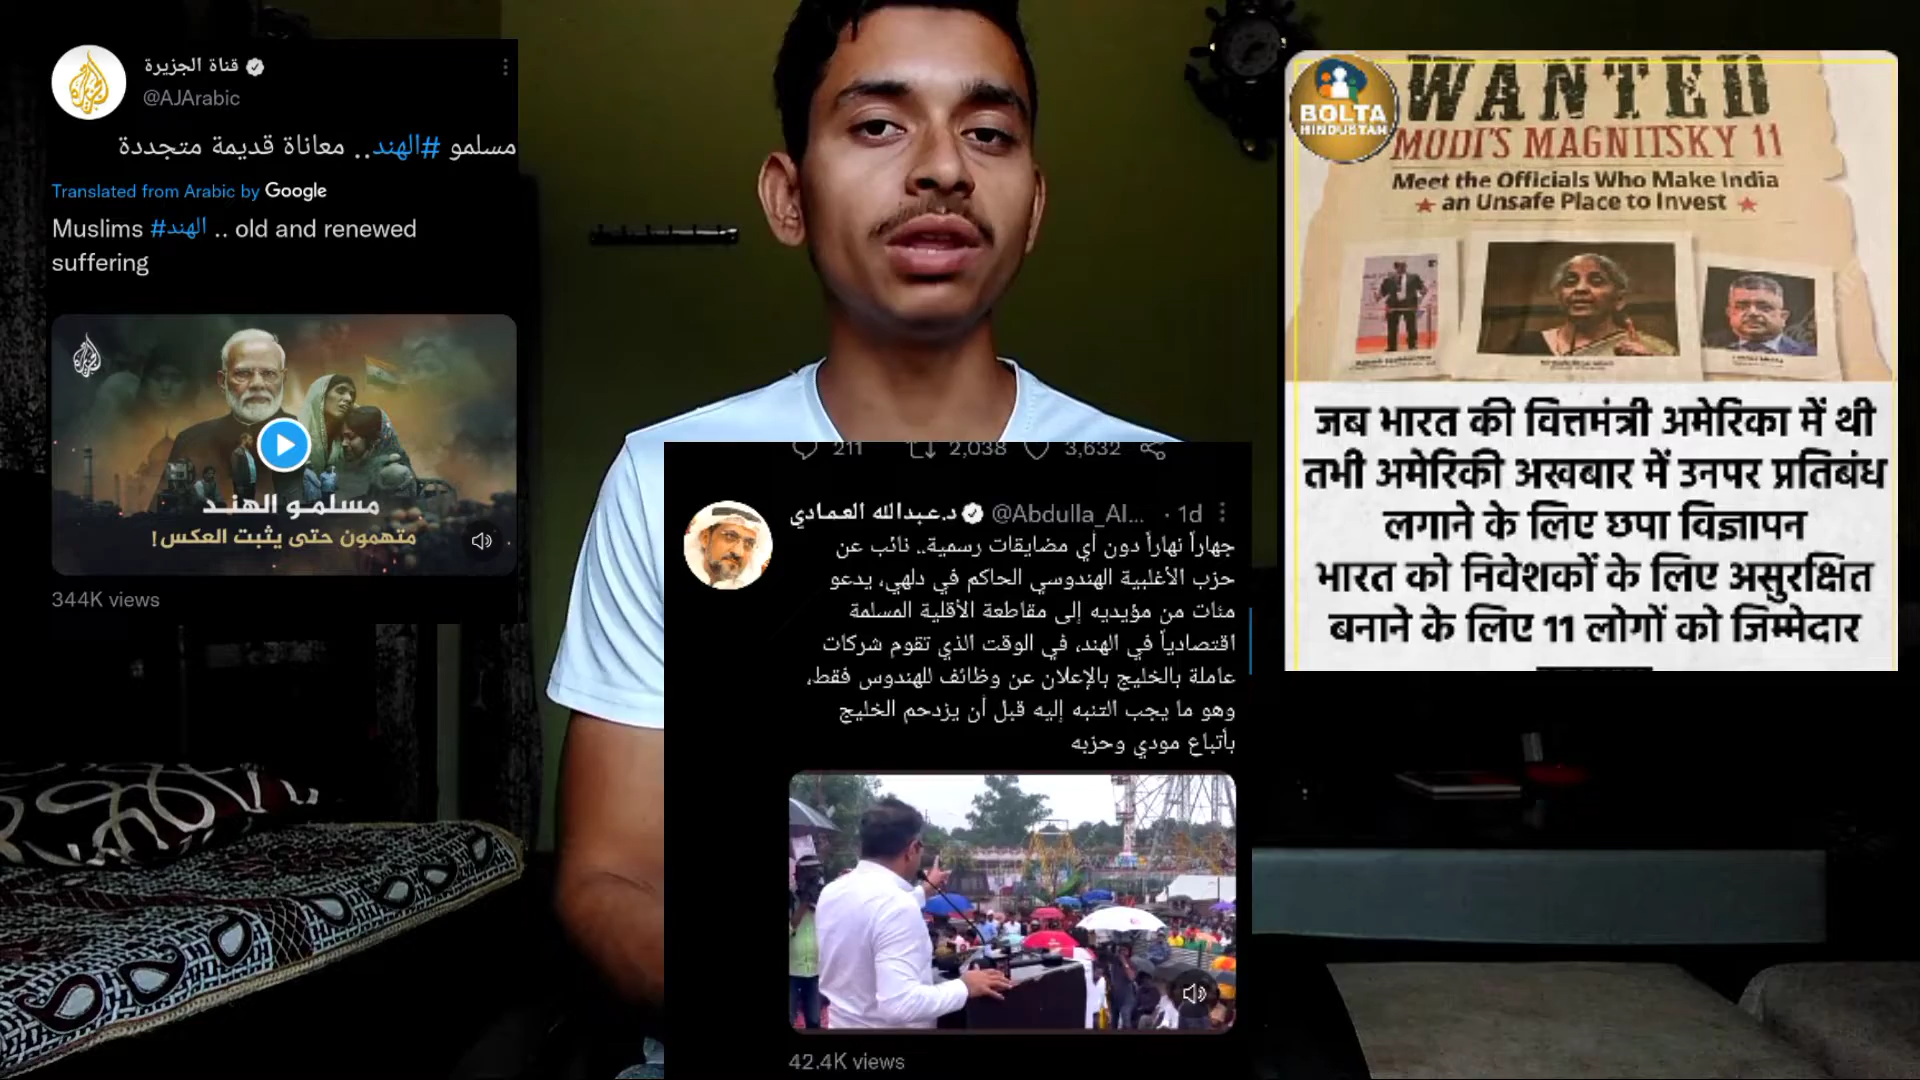 قناة الجزيرة
@AJArabic
مسلمو #الهند.. معاناة قديمة متجددة
Translated from Arabic by Google
Muslims #الهند .. old and renewed
suffering
مسلمو الهند
متهمون حتى يثبت العكس!
344K views
211 2,038 3,632
د.عبدالله العمادي @Abdulla_Al... · 1d
جهاراً نهاراً دون أي مضايقات رسمية.. نائب عن
حزب الأغلبية الهندوسي الحاكم في دلهي، يدعو
مئات من مؤيديه إلى مقاطعة الأقلية المسلمة
اقتصادياً في الهند، في الوقت الذي تقوم شركات
عاملة بالخليج بالإعلان عن وظائف للهندوس فقط،
وهو ما يجب التنبه إليه قبل أن يزدحم الخليج
بأتباع مودي وحزبه
42.4K views
BOLTA
HINDUSTAN
WANTED
MODI'S MAGNITSKY 11
Meet the Officials Who Make India
an Unsafe Place to Invest
जब भारत की वित्तमंत्री अमेरिका में थी
तभी अमेरिकी अखबार में उनपर प्रतिबंध
लगाने के लिए छपा विज्ञापन
भारत को निवेशकों के लिए असुरक्षित
बनाने के लिए 11 लोगों को जिम्मेदार